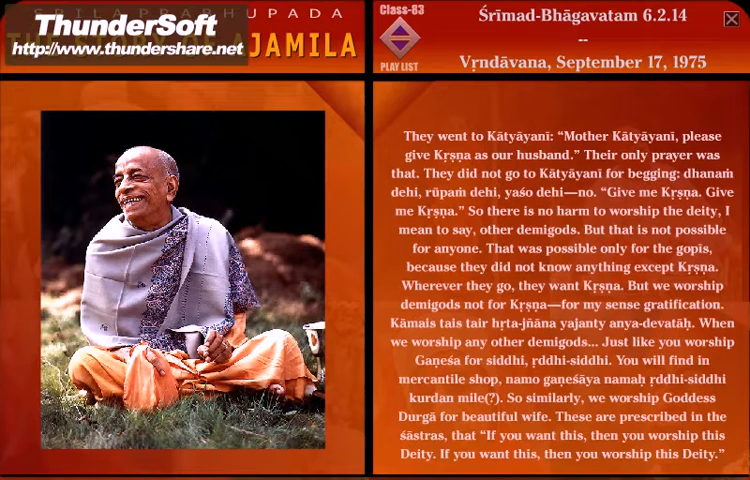 SRILA PRABHUPADA
THE STORY OF AJAMILA
ThunderSoft
http://www.thundershare.net
Class-83
PLAY LIST
Śrīmad-Bhāgavatam 6.2.14
--
Vṛndāvana, September 17, 1975
They went to Kātyāyanī: “Mother Kātyāyanī, please
give Kṛṣṇa as our husband.” Their only prayer was
that. They did not go to Kātyāyanī for begging: dhanaṁ
dehi, rūpaṁ dehi, yaśo dehi—no. “Give me Kṛṣṇa. Give
me Kṛṣṇa.” So there is no harm to worship the deity, I
mean to say, other demigods. But that is not possible
for anyone. That was possible only for the gopīs,
because they did not know anything except Kṛṣṇa.
Wherever they go, they want Kṛṣṇa. But we worship
demigods not for Kṛṣṇa—for my sense gratification.
Kāmais tais tair hṛta-jñāna yajanty anya-devatāḥ. When
we worship any other demigods... Just like you worship
Gaṇeśa for siddhi, ṛddhi-siddhi. You will find in
mercantile shop, namo gaṇeśāya namaḥ ṛddhi-siddhi
kurdan mile(?). So similarly, we worship Goddess
Durgā for beautiful wife. These are prescribed in the
śāstras, that “If you want this, then you worship this
Deity. If you want this, then you worship this Deity.”